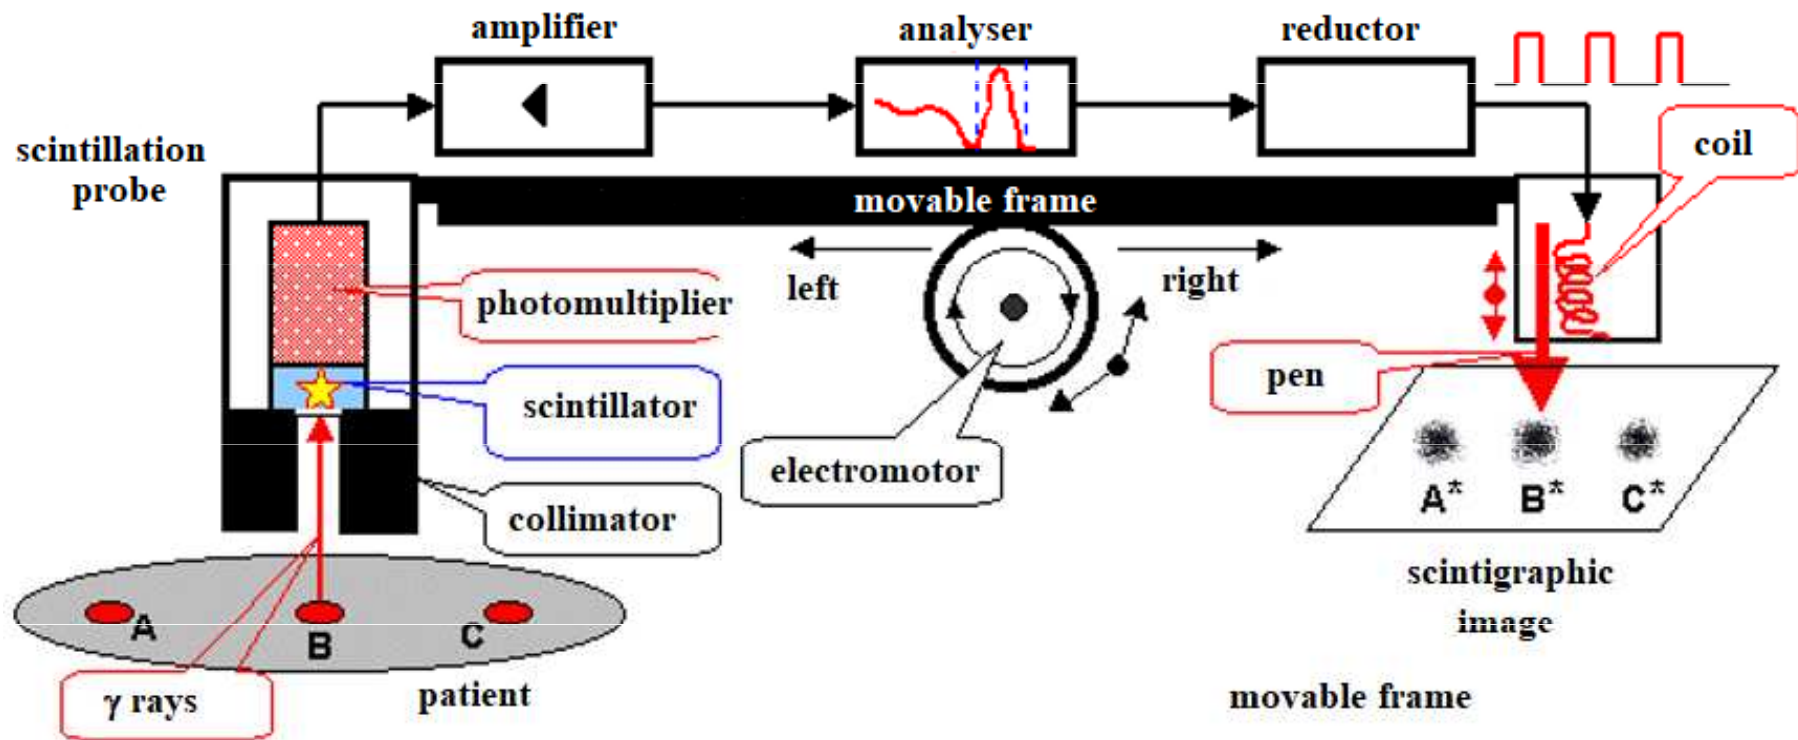 amplifier
analyser
reductor
scintillation
probe
coil
movable frame
left
right
photomultiplier
pen
scintillator
electromotor
collimator
A* B* C*
scintigraphic
image
A
B
C
γ rays
patient
movable frame